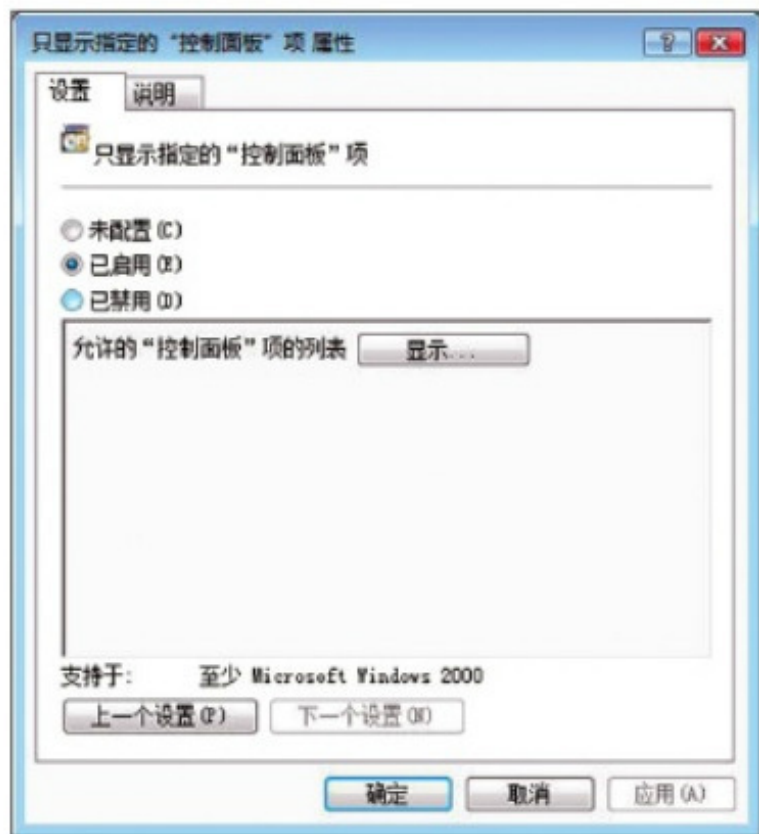 只显示指定的“控制面板”项 属性
设置 说明
只显示指定的“控制面板”项
未配置(C)
已启用(E)
已禁用(D)
允许的“控制面板”项的列表 显示...
支持于: 至少 Microsoft Windows 2000
上一个设置(P) 下一个设置(N)
确定 取消 应用(A)